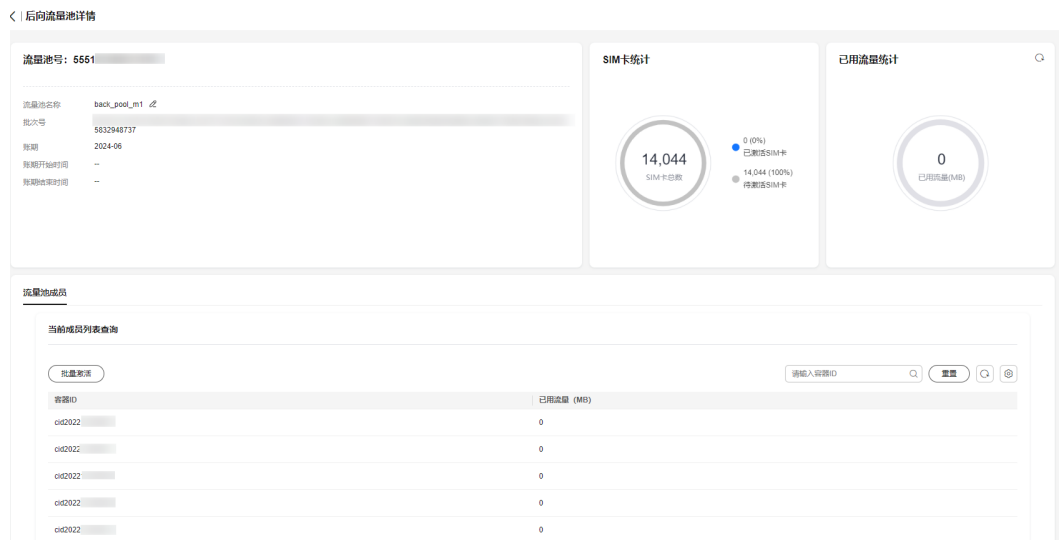 后向流量池详情
流量池号：5551
流量池名称 back_pool_m1
批次号
5832948737
账期 2024-06
账期开始时间 --
账期结束时间 --
SIM卡统计
14,044
SIM卡总数
0 (0%)
已激活SIM卡
14,044 (100%)
待激活SIM卡
已用流量统计
0
已用流量(MB)
流量池成员
当前成员列表查询
批量激活
请输入容器ID
重置
容器ID 已用流量（MB）
cid2022 0
cid2022 0
cid2022 0
cid2022 0
cid2022 0